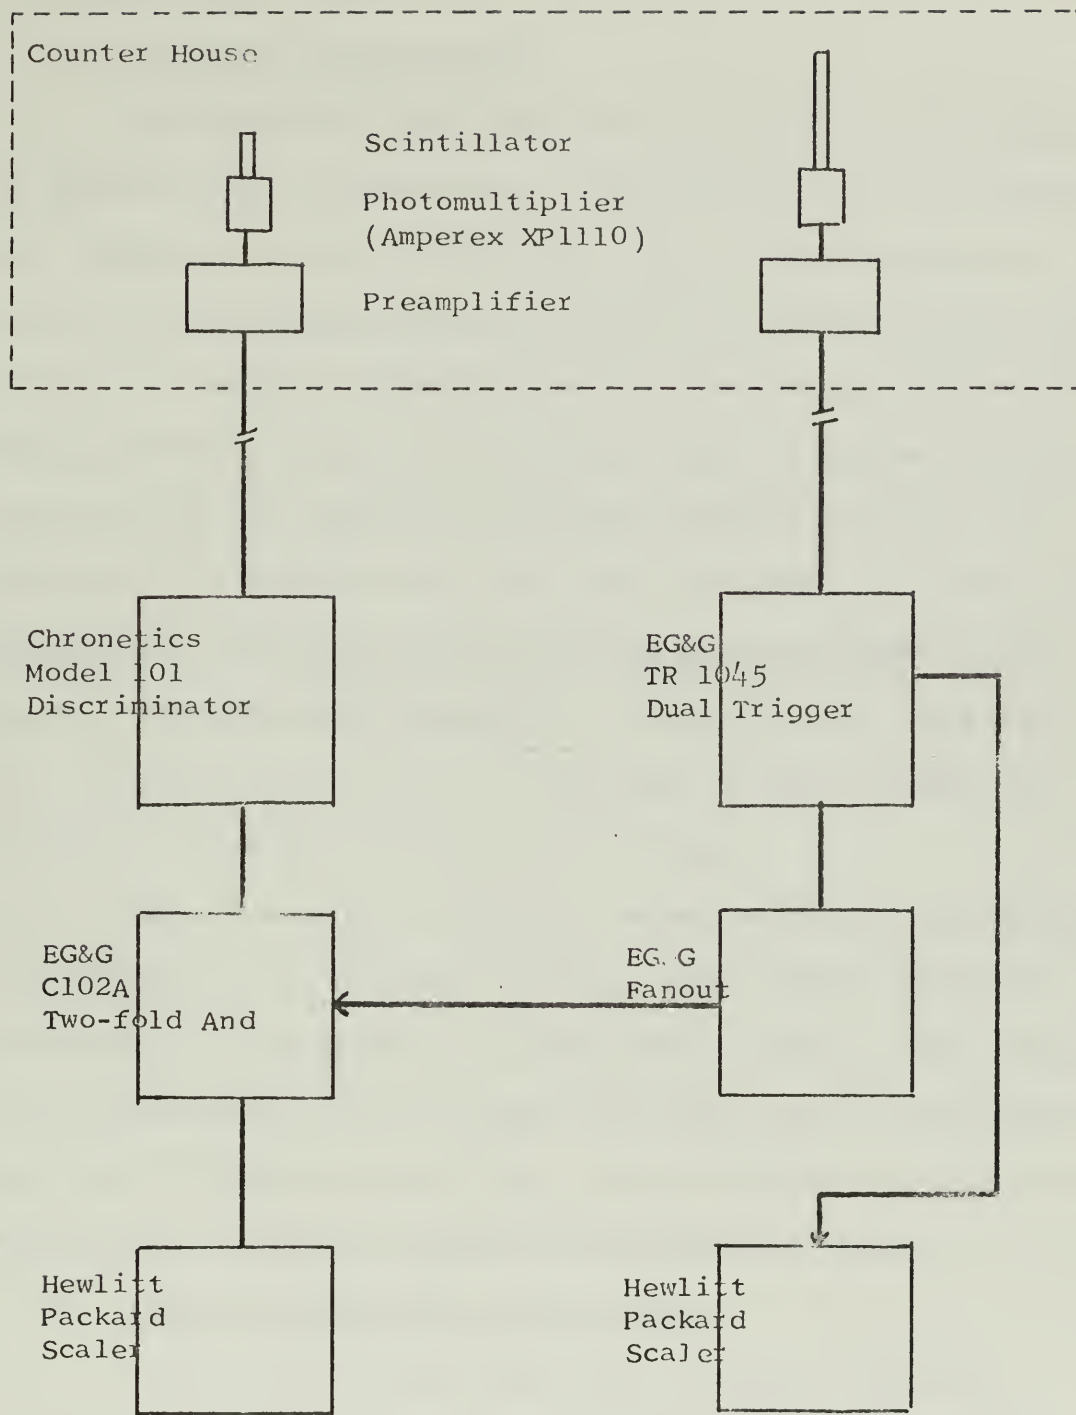 Counter House
Scintillator
Photomultiplier
(Amperex XP1110)
Preamplifier
Chronetics
Model 101
Discrininator
EG&G
TR 1045
Dual Trigger
EG&G
C102A
Two-fold And
EG. G
Fanout
Hewlitt
Packard
Scaler
Hewlitt
Packard
Scaler